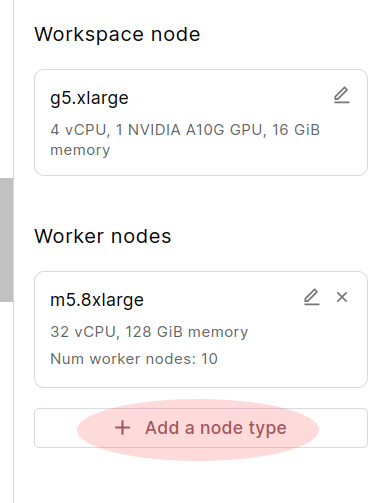 Workspace node
g5.xlarge
4 vCPU, 1 NVIDIA A10G GPU, 16 GiB
memory
Worker nodes
m5.8xlarge
32 vCPU, 128 GiB memory
Num worker nodes: 10
+ Add a node type